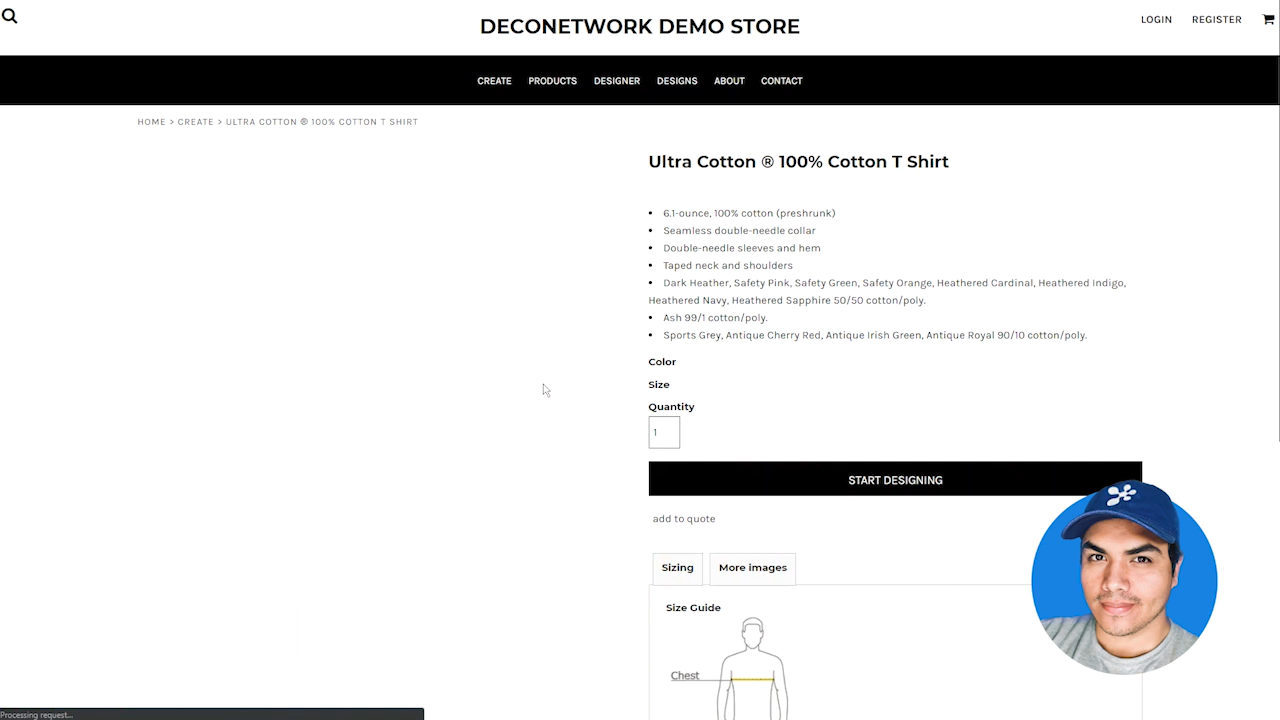 DECONETWORK DEMO STORE
LOGIN REGISTER
CREATE PRODUCTS DESIGNER DESIGNS ABOUT CONTACT
HOME > CREATE > ULTRA COTTON ® 100% COTTON T SHIRT
Ultra Cotton ® 100% Cotton T Shirt
• 6.1-ounce, 100% cotton (preshrunk)
• Seamless double-needle collar
• Double-needle sleeves and hem
• Taped neck and shoulders
• Dark Heather, Safety Pink, Safety Green, Safety Orange, Heathered Cardinal, Heathered Indigo,
Heathered Navy, Heathered Sapphire 50/50 cotton/poly.
• Ash 99/1 cotton/poly.
• Sports Grey, Antique Cherry Red, Antique Irish Green, Antique Royal 90/10 cotton/poly.
Color
Size
Quantity
1
START DESIGNING
add to quote
Sizing More images
Size Guide
Chest
Processing request...